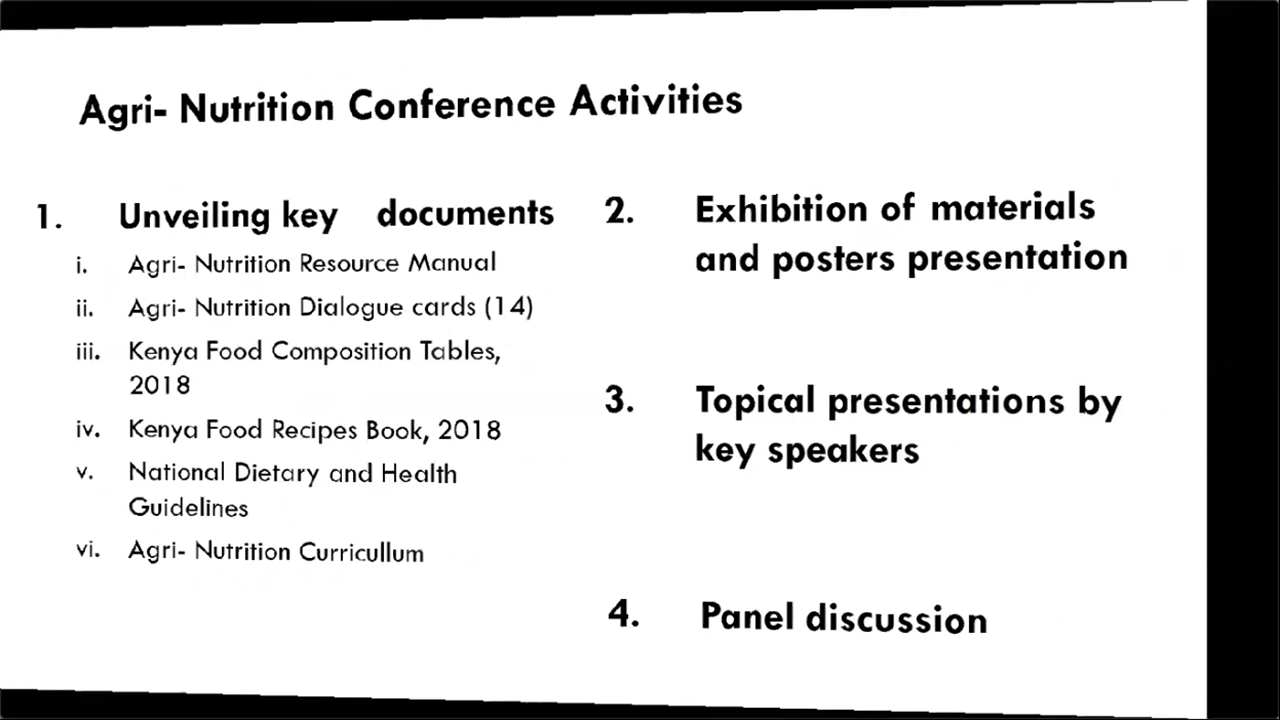 Agri- Nutrition Conference Activities
1. Unveiling key documents
i. Agri- Nutrition Resource Manual
ii. Agri- Nutrition Dialogue cards (14)
iii. Kenya Food Composition Tables,
2018
iv. Kenya Food Recipes Book, 2018
v. National Dietary and Health
Guidelines
vi. Agri- Nutrition Curricullum
2. Exhibition of materials
and posters presentation
3. Topical presentations by
key speakers
4. Panel discussion